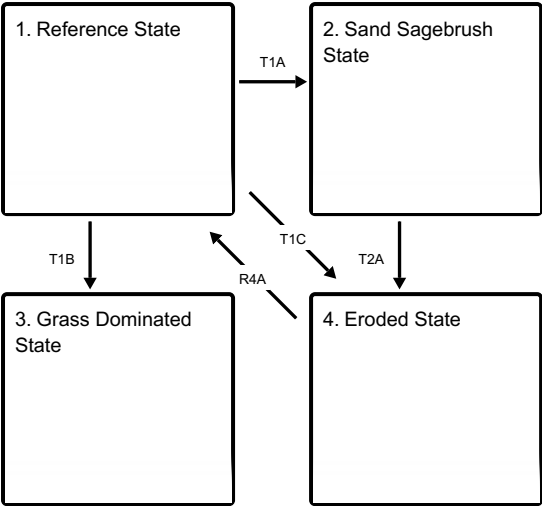 1. Reference State
2. Sand Sagebrush
State
T1A
T1C
T1B
T2A
R4A
3. Grass Dominated
State
4. Eroded State